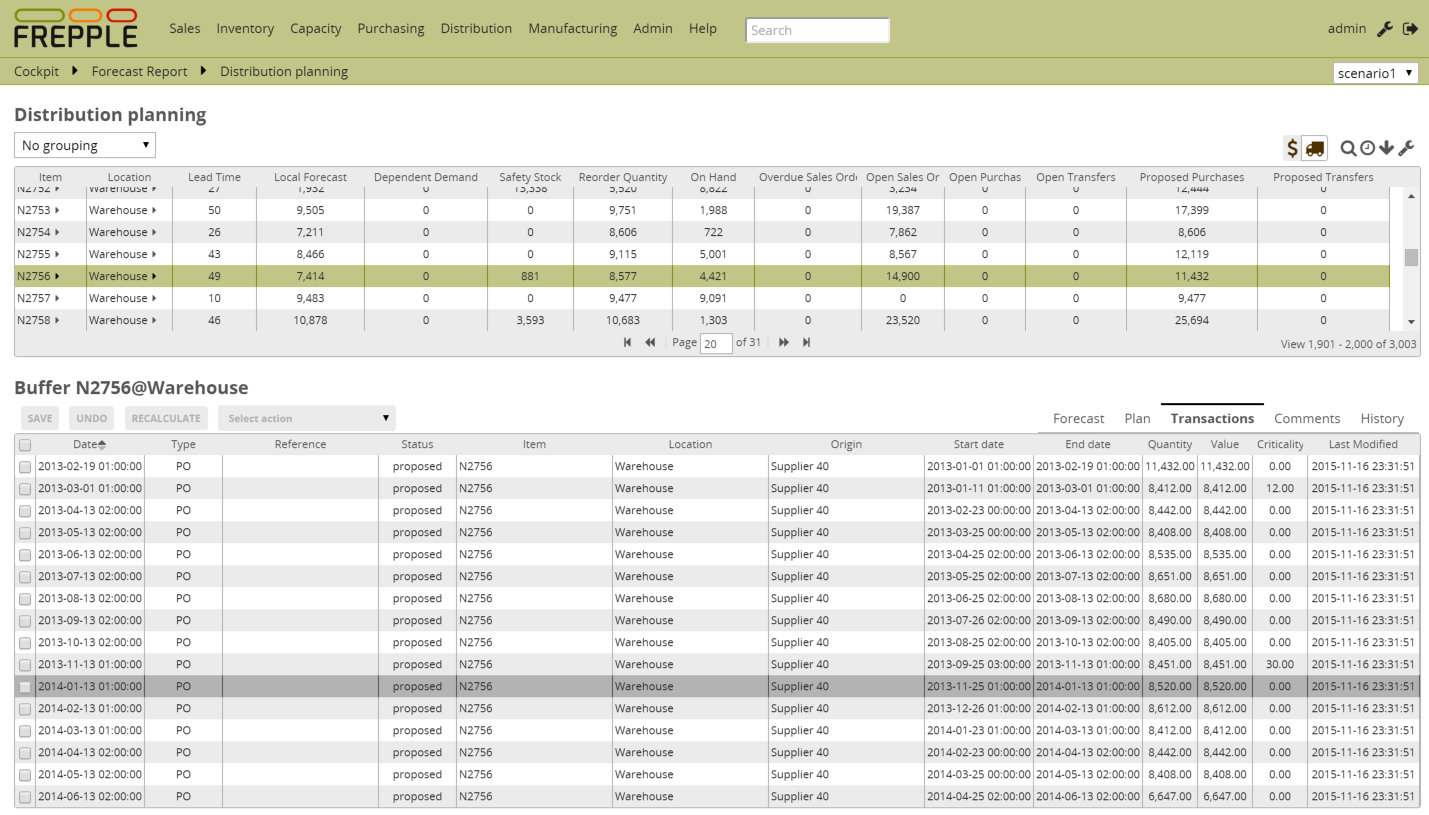 FREPPLE Sales Inventory Capacity Purchasing Distribution Manufacturing Admin Help Search admin
Cockpit Forecast Report Distribution planning scenario1
Distribution planning
No grouping $
Item Location Lead Time Local Forecast Dependent Demand Safety Stock Reorder Quantity On Hand Overdue Sales Orde Open Sales Or Open Purchas Open Transfers Proposed Purchases Proposed Transfers
N2752 Warehouse 27 1,932 0 13,338 5,520 8,822 0 3,234 0 0 12,444 0
N2753 Warehouse 50 9,505 0 0 9,751 1,988 0 19,387 0 0 17,399 0
N2754 Warehouse 26 7,211 0 0 8,606 722 0 7,862 0 0 8,606 0
N2755 Warehouse 43 8,466 0 0 9,115 5,001 0 8,567 0 0 12,119 0
N2756 Warehouse 49 7,414 0 881 8,577 4,421 0 14,900 0 0 11,432 0
N2757 Warehouse 10 9,483 0 0 9,477 9,091 0 0 0 0 9,477 0
N2758 Warehouse 46 10,878 0 3,593 10,683 1,303 0 23,520 0 0 25,694 0
Page 20 of 31 View 1,901 - 2,000 of 3,003
Buffer N2756@Warehouse
SAVE UNDO RECALCULATE Select action Forecast Plan Transactions Comments History
Date Type Reference Status Item Location Origin Start date End date Quantity Value Criticality Last Modified
2013-02-19 01:00:00 PO proposed N2756 Warehouse Supplier 40 2013-01-01 01:00:00 2013-02-19 01:00:00 11,432.00 11,432.00 0.00 2015-11-16 23:31:51
2013-03-01 01:00:00 PO proposed N2756 Warehouse Supplier 40 2013-01-11 01:00:00 2013-03-01 01:00:00 8,412.00 8,412.00 12.00 2015-11-16 23:31:51
2013-04-13 02:00:00 PO proposed N2756 Warehouse Supplier 40 2013-02-23 00:00:00 2013-04-13 02:00:00 8,442.00 8,442.00 0.00 2015-11-16 23:31:51
2013-05-13 02:00:00 PO proposed N2756 Warehouse Supplier 40 2013-03-25 00:00:00 2013-05-13 02:00:00 8,408.00 8,408.00 0.00 2015-11-16 23:31:51
2013-06-13 02:00:00 PO proposed N2756 Warehouse Supplier 40 2013-04-25 02:00:00 2013-06-13 02:00:00 8,535.00 8,535.00 0.00 2015-11-16 23:31:51
2013-07-13 02:00:00 PO proposed N2756 Warehouse Supplier 40 2013-05-25 02:00:00 2013-07-13 02:00:00 8,651.00 8,651.00 0.00 2015-11-16 23:31:51
2013-08-13 02:00:00 PO proposed N2756 Warehouse Supplier 40 2013-06-25 02:00:00 2013-08-13 02:00:00 8,680.00 8,680.00 0.00 2015-11-16 23:31:51
2013-09-13 02:00:00 PO proposed N2756 Warehouse Supplier 40 2013-07-26 02:00:00 2013-09-13 02:00:00 8,490.00 8,490.00 0.00 2015-11-16 23:31:51
2013-10-13 02:00:00 PO proposed N2756 Warehouse Supplier 40 2013-08-25 02:00:00 2013-10-13 02:00:00 8,405.00 8,405.00 0.00 2015-11-16 23:31:51
2013-11-13 01:00:00 PO proposed N2756 Warehouse Supplier 40 2013-09-25 03:00:00 2013-11-13 01:00:00 8,451.00 8,451.00 30.00 2015-11-16 23:31:51
2014-01-13 01:00:00 PO proposed N2756 Warehouse Supplier 40 2013-11-25 01:00:00 2014-01-13 01:00:00 8,520.00 8,520.00 0.00 2015-11-16 23:31:51
2014-02-13 01:00:00 PO proposed N2756 Warehouse Supplier 40 2013-12-26 01:00:00 2014-02-13 01:00:00 8,612.00 8,612.00 0.00 2015-11-16 23:31:51
2014-03-13 01:00:00 PO proposed N2756 Warehouse Supplier 40 2014-01-23 01:00:00 2014-03-13 01:00:00 8,412.00 8,412.00 0.00 2015-11-16 23:31:51
2014-04-13 02:00:00 PO proposed N2756 Warehouse Supplier 40 2014-02-23 00:00:00 2014-04-13 02:00:00 8,442.00 8,442.00 0.00 2015-11-16 23:31:51
2014-05-13 02:00:00 PO proposed N2756 Warehouse Supplier 40 2014-03-25 00:00:00 2014-05-13 02:00:00 8,408.00 8,408.00 0.00 2015-11-16 23:31:51
2014-06-13 02:00:00 PO proposed N2756 Warehouse Supplier 40 2014-04-25 02:00:00 2014-06-13 02:00:00 6,647.00 6,647.00 0.00 2015-11-16 23:31:51